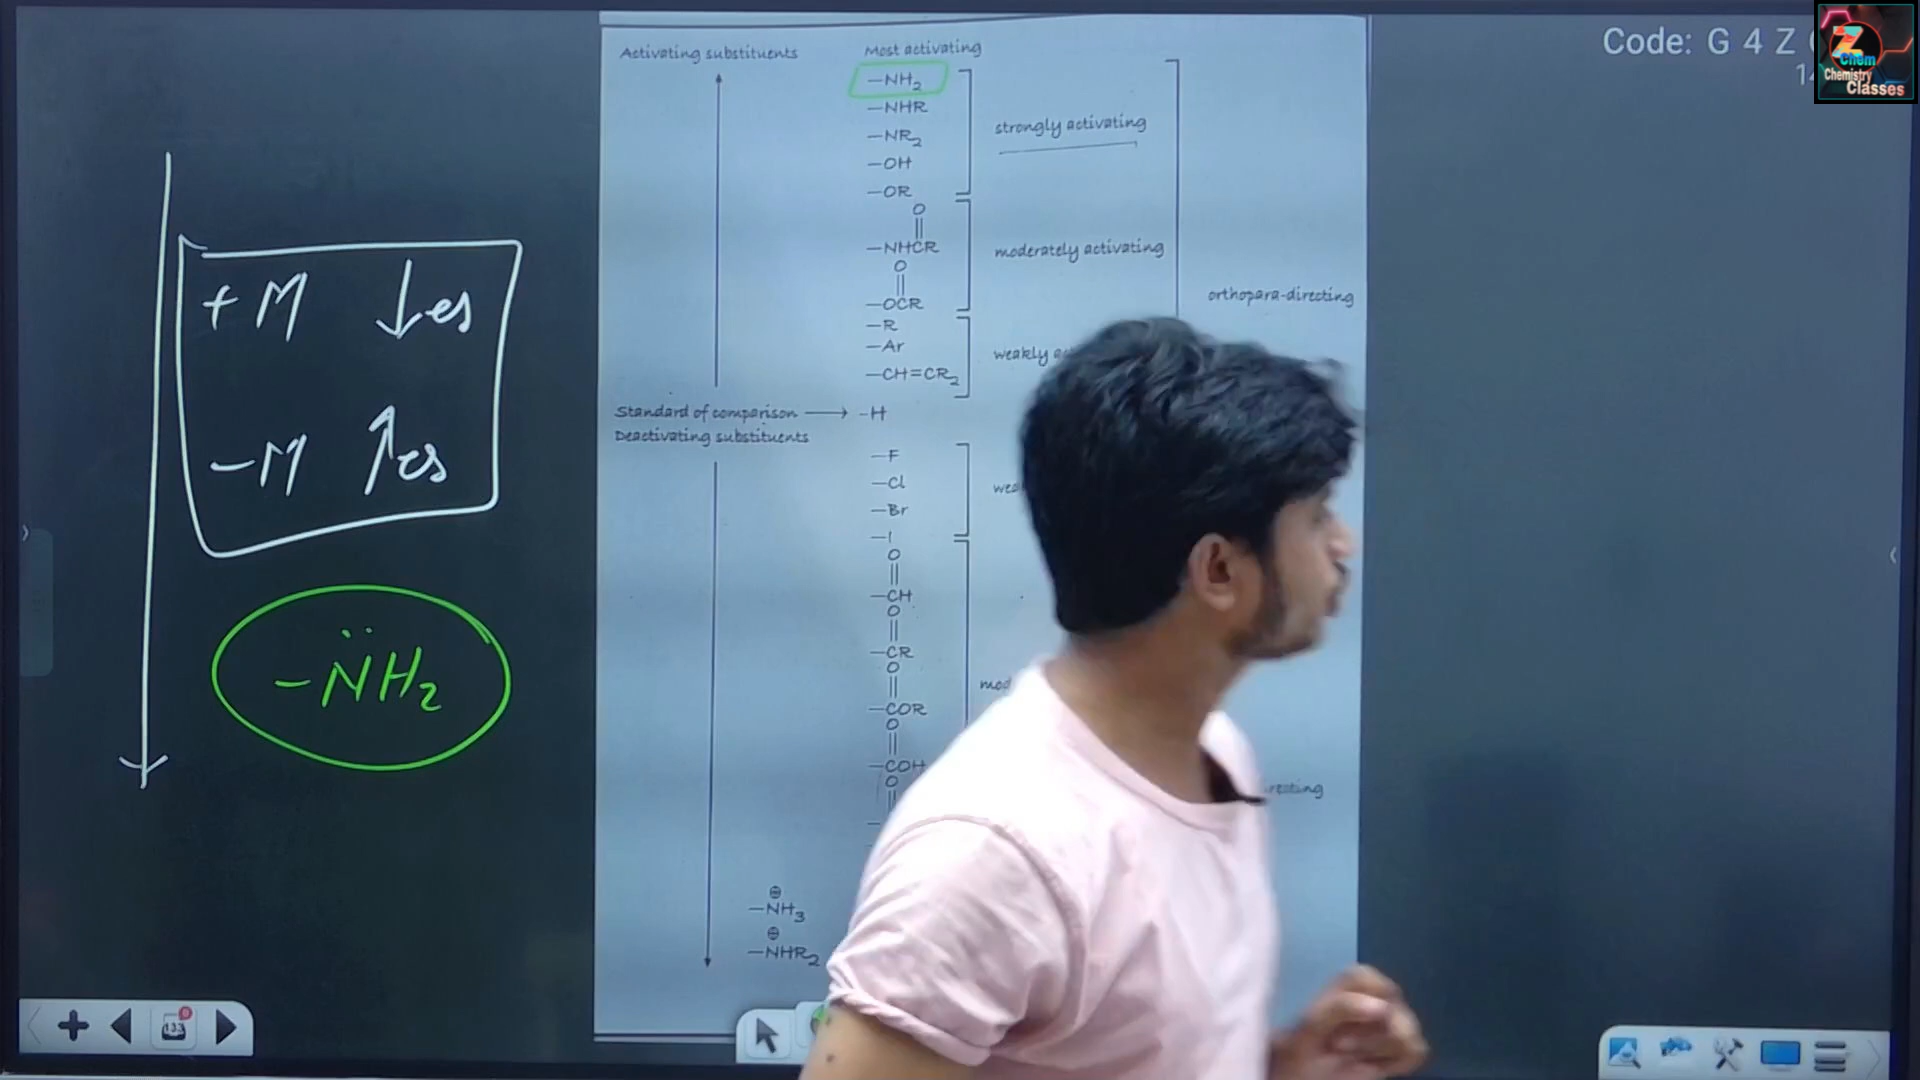 Code: G 4 Z
Z
Chem
Chemistry
Classes
+ M ↓es
− M ↑es
−N̈H₂
Activating substituents
Most activating
—NH₂
—NHR
—NR₂
—OH
—OR
strongly activating
O
||
—NHCR
O
||
—OCR
moderately activating
—R
—Ar
—CH=CR₂
weakly
orthopara-directing
Standard of comparison ⟶ -H
Deactivating substituents
—F
—Cl
—Br
—I
O
||
—CH
O
||
—CR
O
||
—COR
O
||
—COH
O
||
⊕
—NH₃
⊕
—NHR₂
133